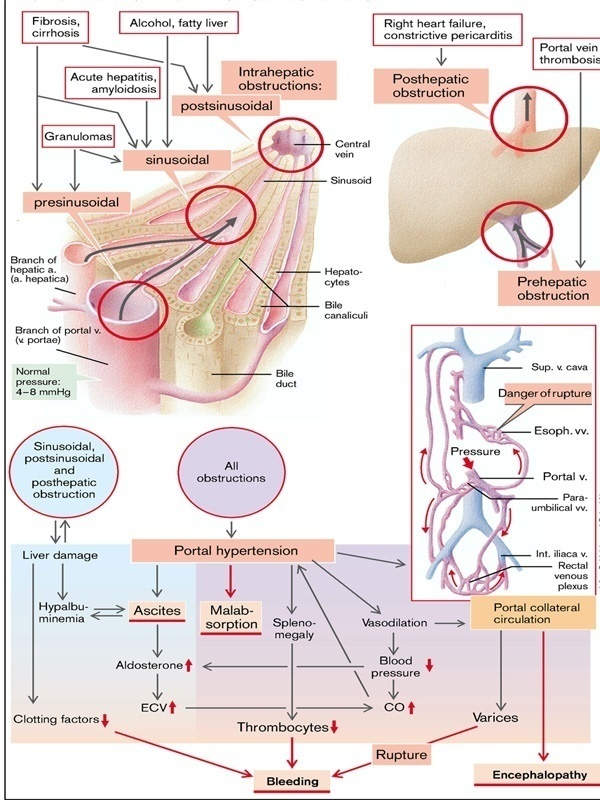 Fibrosis,
cirrhosis
Alcohol, fatty liver
Acute hepatitis,
amyloidosis
Granulomas
Intrahepatic
obstructions:
postsinusoidal
sinusoidal
presinusoidal
Central
vein
Sinusoid
Hepato-
cytes
Bile
canaliculi
Bile
duct
Branch of
hepatic a.
(a. hepatica)
Branch of portal v.
(v. portae)
Normal
pressure:
4–8 mmHg
Right heart failure,
constrictive pericarditis
Portal vein
thrombosis
Posthepatic
obstruction
Prehepatic
obstruction
Sup. v. cava
Danger of rupture
Esoph. vv.
Pressure
Portal v.
Para-
umbilical vv.
Int. iliaca v.
Rectal
venous
plexus
Sinusoidal,
postsinusoidal
and
posthepatic
obstruction
All
obstructions
Liver damage
Portal hypertension
Hypalbu-
minemia
Ascites
Malab-
sorption
Spleno-
megaly
Vasodilation
Portal collateral
circulation
Aldosterone
Blood
pressure
ECV
CO
Clotting factors
Thrombocytes
Varices
Rupture
Bleeding
Encephalopathy